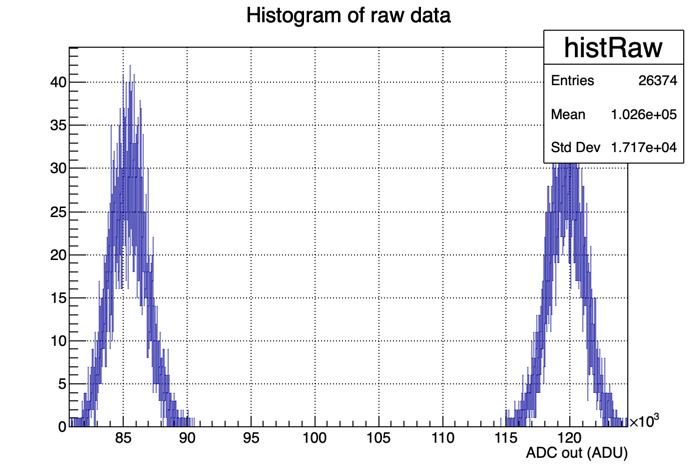 Histogram of raw data
histRaw
Entries 26374
Mean 1.026e+05
Std Dev 1.717e+04
40
35
30
25
20
15
10
5
0
85 90 95 100 105 110 115 120
×10³
ADC out (ADU)